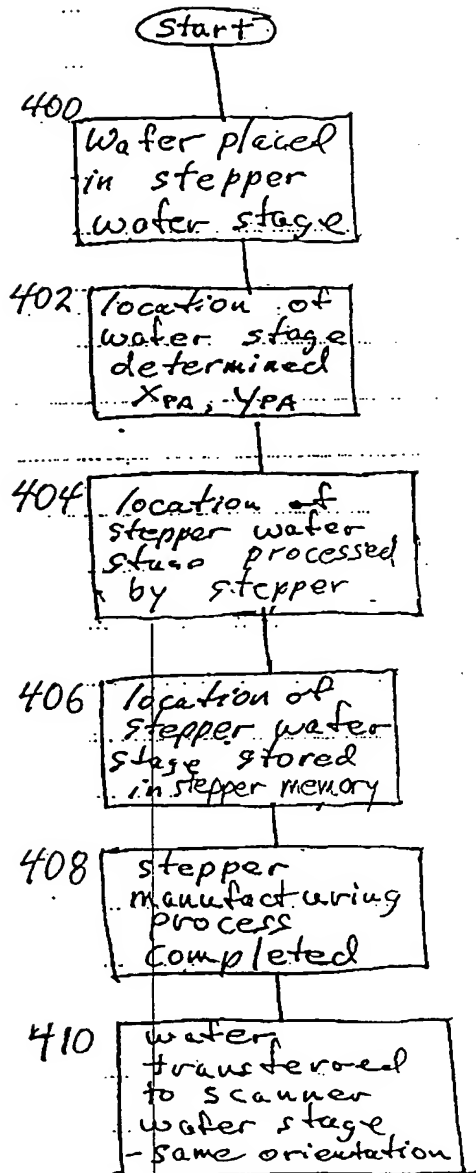 Start
400
Wafer placed
in stepper
wafer stage
402
location of
wafer stage
determined
XPA, YPA
404
location of
stepper wafer
stage processed
by stepper
406
location of
stepper wafer
stage stored
in stepper memory
408
stepper
manufacturing
process
completed
410
wafer
transferred
to scanner
wafer stage
- same orientation